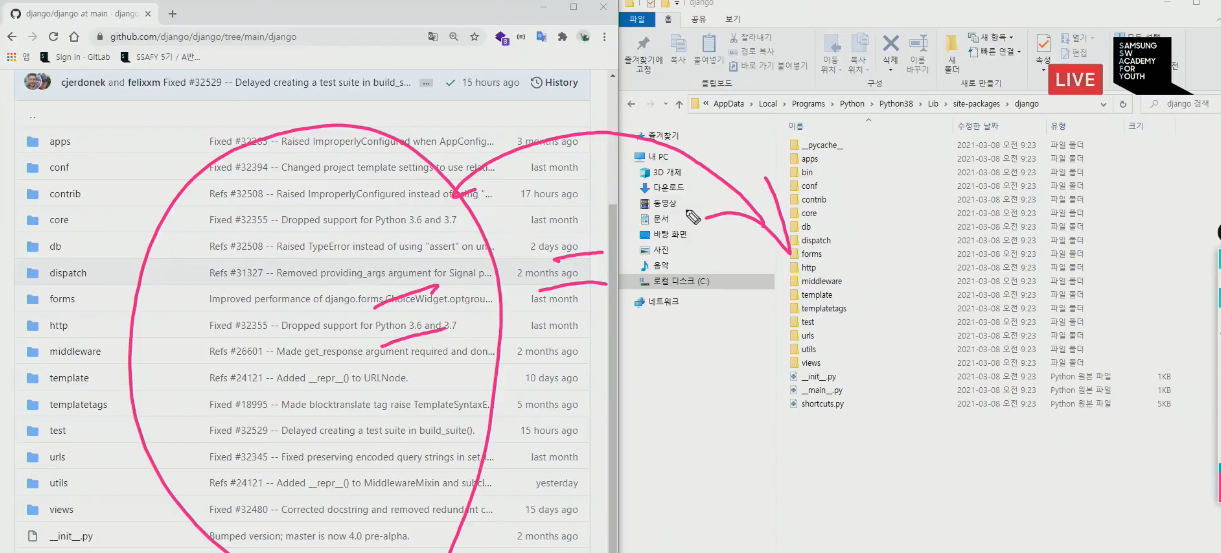 django/django at main · django
github.com/django/django/tree/main/django
앱
Sign in · GitLab
SSAFY 5기 / A반...
cjerdonek and felixxm Fixed #32529 -- Delayed creating a test suite in build_s...
15 hours ago
History
..
apps Fixed #32285 -- Raised ImproperlyConfigured when AppConfig... 3 months ago
conf Fixed #32394 -- Changed project template settings to use relati... last month
contrib Refs #32508 -- Raised ImproperlyConfigured instead of using "... 17 hours ago
core Fixed #32355 -- Dropped support for Python 3.6 and 3.7 last month
db Refs #32508 -- Raised TypeError instead of using "assert" on un... 2 days ago
dispatch Refs #31327 -- Removed providing_args argument for Signal p... 2 months ago
forms Improved performance of django.forms.ChoiceWidget.optgrou... last month
http Fixed #32355 -- Dropped support for Python 3.6 and 3.7 last month
middleware Refs #26601 -- Made get_response argument required and don... 2 months ago
template Refs #24121 -- Added __repr__() to URLNode. 10 days ago
templatetags Fixed #18995 -- Made blocktranslate tag raise TemplateSyntaxE... 5 months ago
test Fixed #32529 -- Delayed creating a test suite in build_suite(). 15 hours ago
urls Fixed #32345 -- Fixed preserving encoded query strings in set_l... last month
utils Refs #24121 -- Added __repr__() to MiddlewareMixin and subcl... yesterday
views Fixed #32480 -- Corrected docstring and removed redundant c... 15 days ago
__init__.py Bumped version; master is now 4.0 pre-alpha. 2 months ago
django
파일 홈 공유 보기
즐겨찾기에 고정
복사
붙여넣기
잘라내기
경로 복사
바로 가기 붙여넣기
클립보드
이동 위치
복사 위치
삭제
이름 바꾸기
구성
새 폴더
새 항목
빠른 연결
새로 만들기
속성
열기
편집
SAMSUNG
SW
ACADEMY
FOR
YOUTH
LIVE
AppData Local Programs Python Python38 Lib site-packages django
django 검색
즐겨찾기
내 PC
3D 개체
다운로드
동영상
문서
바탕 화면
사진
음악
로컬 디스크 (C:)
네트워크
이름 수정한 날짜 유형 크기
__pycache__ 2021-03-08 오전 9:23 파일 폴더
apps 2021-03-08 오전 9:23 파일 폴더
bin 2021-03-08 오전 9:23 파일 폴더
conf 2021-03-08 오전 9:23 파일 폴더
contrib 2021-03-08 오전 9:23 파일 폴더
core 2021-03-08 오전 9:23 파일 폴더
db 2021-03-08 오전 9:23 파일 폴더
dispatch 2021-03-08 오전 9:23 파일 폴더
forms 2021-03-08 오전 9:23 파일 폴더
http 2021-03-08 오전 9:23 파일 폴더
middleware 2021-03-08 오전 9:23 파일 폴더
template 2021-03-08 오전 9:23 파일 폴더
templatetags 2021-03-08 오전 9:23 파일 폴더
test 2021-03-08 오전 9:23 파일 폴더
urls 2021-03-08 오전 9:23 파일 폴더
utils 2021-03-08 오전 9:23 파일 폴더
views 2021-03-08 오전 9:23 파일 폴더
__init__.py 2021-03-08 오전 9:23 Python 원본 파일 1KB
__main__.py 2021-03-08 오전 9:23 Python 원본 파일 1KB
shortcuts.py 2021-03-08 오전 9:23 Python 원본 파일 5KB